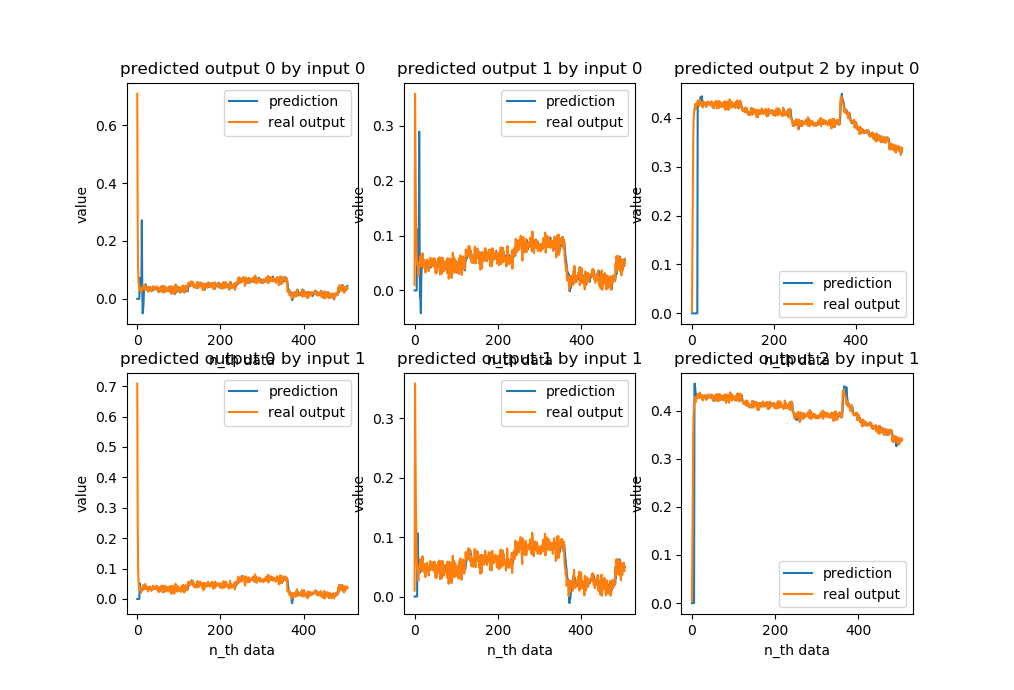 predicted output 0 by input 0
predicted output 1 by input 0
predicted output 2 by input 0
value
0.6
0.4
0.2
0.0
prediction
real output
0
200
400
n_th data
value
0.3
0.2
0.1
0.0
prediction
real output
0
200
400
n_th data
value
0.4
0.3
0.2
0.1
0.0
prediction
real output
0
200
400
n_th data
predicted output 0 by input 1
predicted output 1 by input 1
predicted output 2 by input 1
value
0.7
0.6
0.5
0.4
0.3
0.2
0.1
0.0
prediction
real output
0
200
400
n_th data
value
0.3
0.2
0.1
0.0
prediction
real output
0
200
400
n_th data
value
0.4
0.3
0.2
0.1
0.0
prediction
real output
0
200
400
n_th data